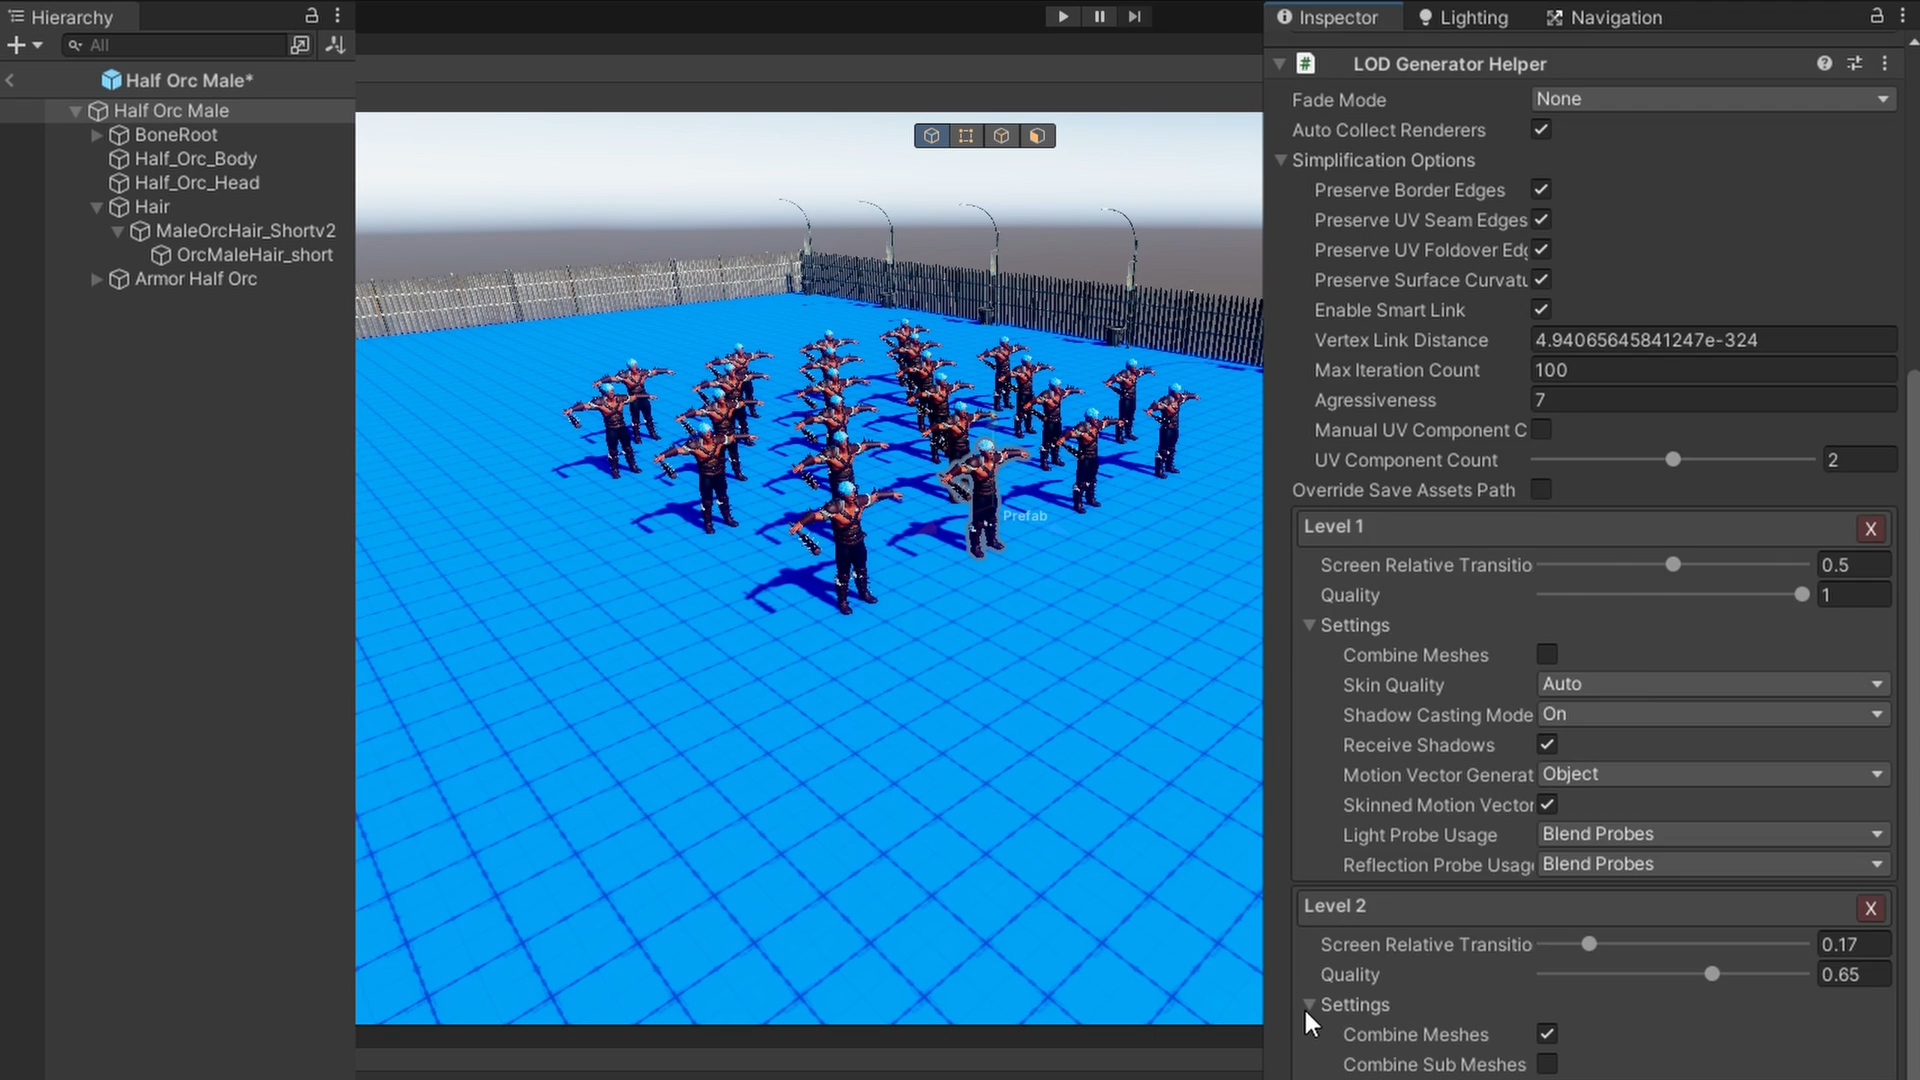 Hierarchy
All
Half Orc Male*
Half Orc Male
BoneRoot
Half_Orc_Body
Half_Orc_Head
Hair
MaleOrcHair_Shortv2
OrcMaleHair_short
Armor Half Orc
Prefab
Inspector
Lighting
Navigation
# LOD Generator Helper
Fade Mode None
Auto Collect Renderers
Simplification Options
Preserve Border Edges
Preserve UV Seam Edges
Preserve UV Foldover Edg
Preserve Surface Curvatu
Enable Smart Link
Vertex Link Distance 4.94065645841247e-324
Max Iteration Count 100
Agressiveness 7
Manual UV Component C
UV Component Count 2
Override Save Assets Path
Level 1 X
Screen Relative Transitio 0.5
Quality 1
Settings
Combine Meshes
Skin Quality Auto
Shadow Casting Mode On
Receive Shadows
Motion Vector Generat Object
Skinned Motion Vector
Light Probe Usage Blend Probes
Reflection Probe Usag Blend Probes
Level 2 X
Screen Relative Transitio 0.17
Quality 0.65
Settings
Combine Meshes
Combine Sub Meshes